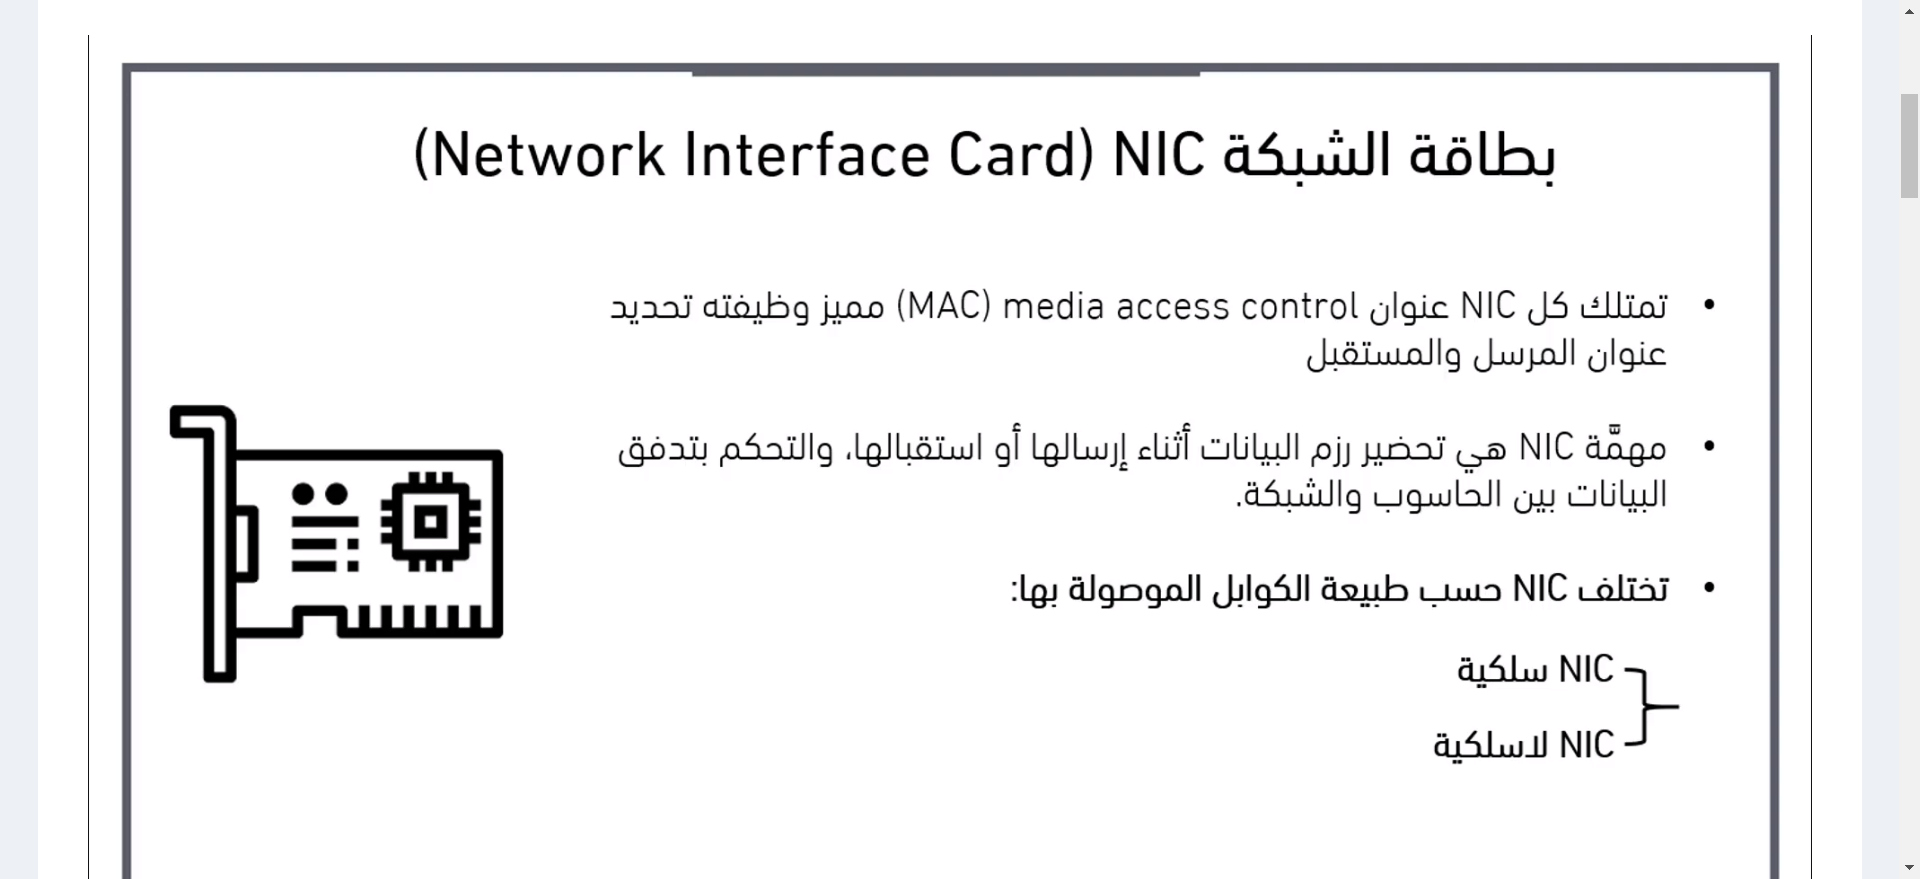 بطاقة الشبكة NIC (Network Interface Card)
• تمتلك كل NIC عنوان media access control (MAC) مميز وظيفته تحديد
عنوان المرسل والمستقبل
• مهمَّة NIC هي تحضير رزم البيانات أثناء إرسالها أو استقبالها، والتحكم بتدفق
البيانات بين الحاسوب والشبكة.
• تختلف NIC حسب طبيعة الكوابل الموصولة بها:
NIC سلكية
NIC لاسلكية